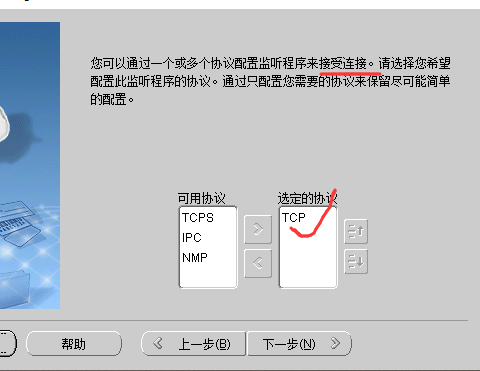 您可以通过一个或多个协议配置监听程序来接受连接。请选择您希望
配置此监听程序的协议。通过只配置您需要的协议来保留尽可能简单
的配置。
可用协议
选定的协议
TCPS
TCP
IPC
NMP
帮助
上一步(B)
下一步(N)